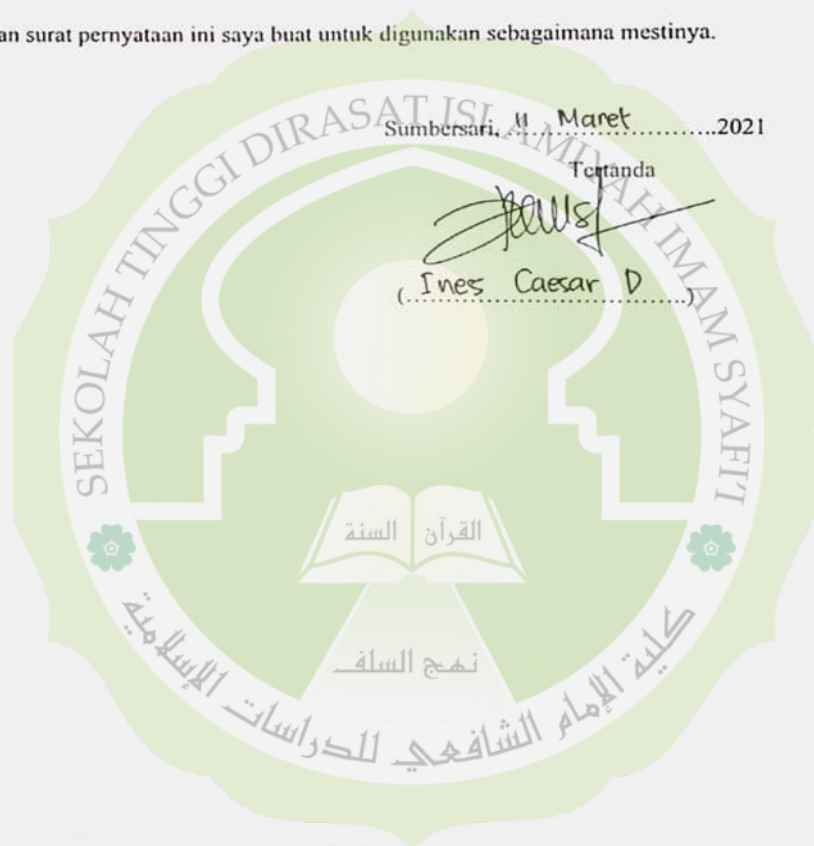 an surat pernyataan ini saya buat untuk digunakan sebagaimana mestinya.
Sumbersari, 11 Maret ..........2021
Tertanda
( Ines Caesar D )
SEKOLAH TINGGI DIRASAT ISLAMIYAH IMAM SYAFI'I
السنة القرآن
نهج السلف
كلية الإمام الشافعي للدراسات الإسلامية